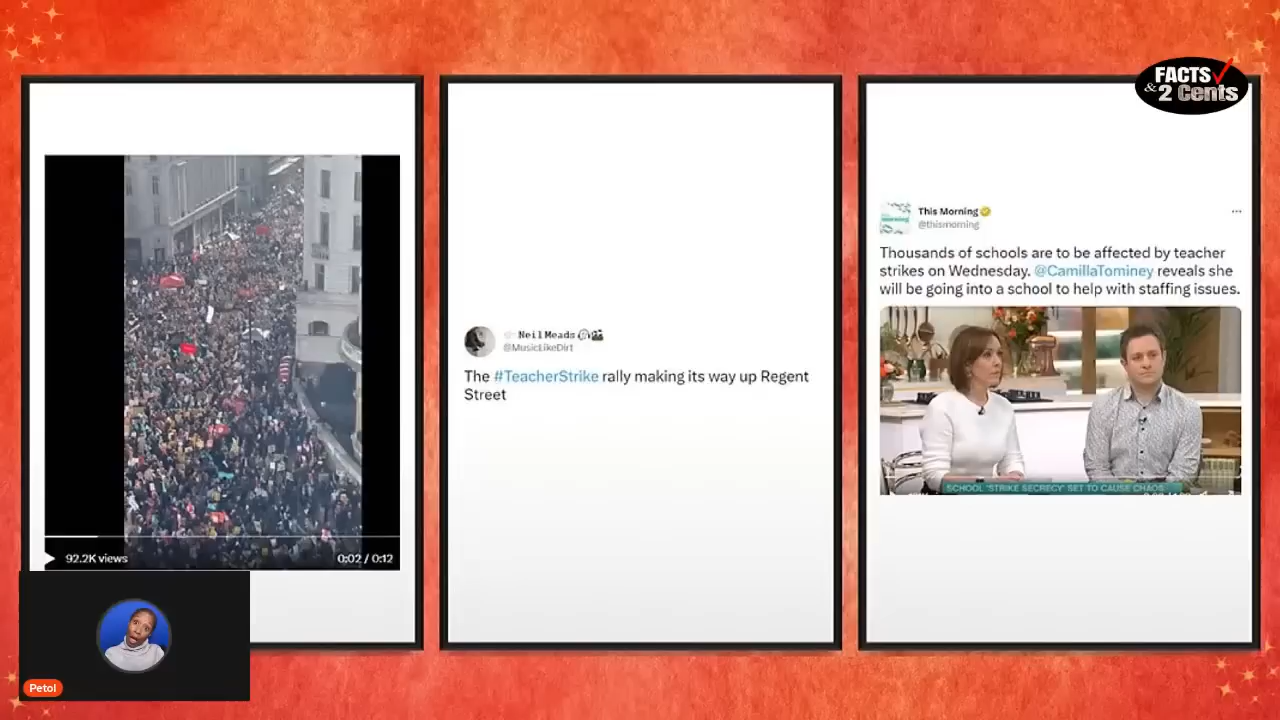 FACTS
& 2 Cents
92.2K views
0:02 / 0:12
Petol
Neil Meads
@MusicLikeDirt
The #TeacherStrike rally making its way up Regent
Street
This Morning
@thismorning
Thousands of schools are to be affected by teacher
strikes on Wednesday. @CamillaTominey reveals she
will be going into a school to help with staffing issues.
SCHOOL 'STRIKE SECRECY' SET TO CAUSE CHAOS